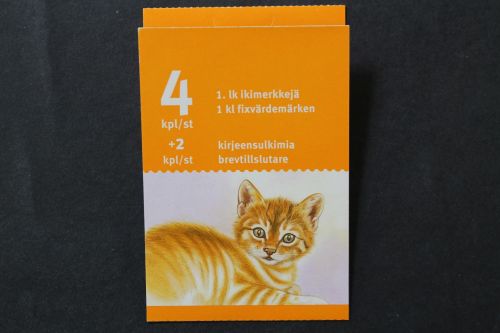 4
kpl/st
1. lk ikimerkkejä
1 kl fixvärdemärken
+2
kpl/st
kirjeensulkimia
brevtillslutare